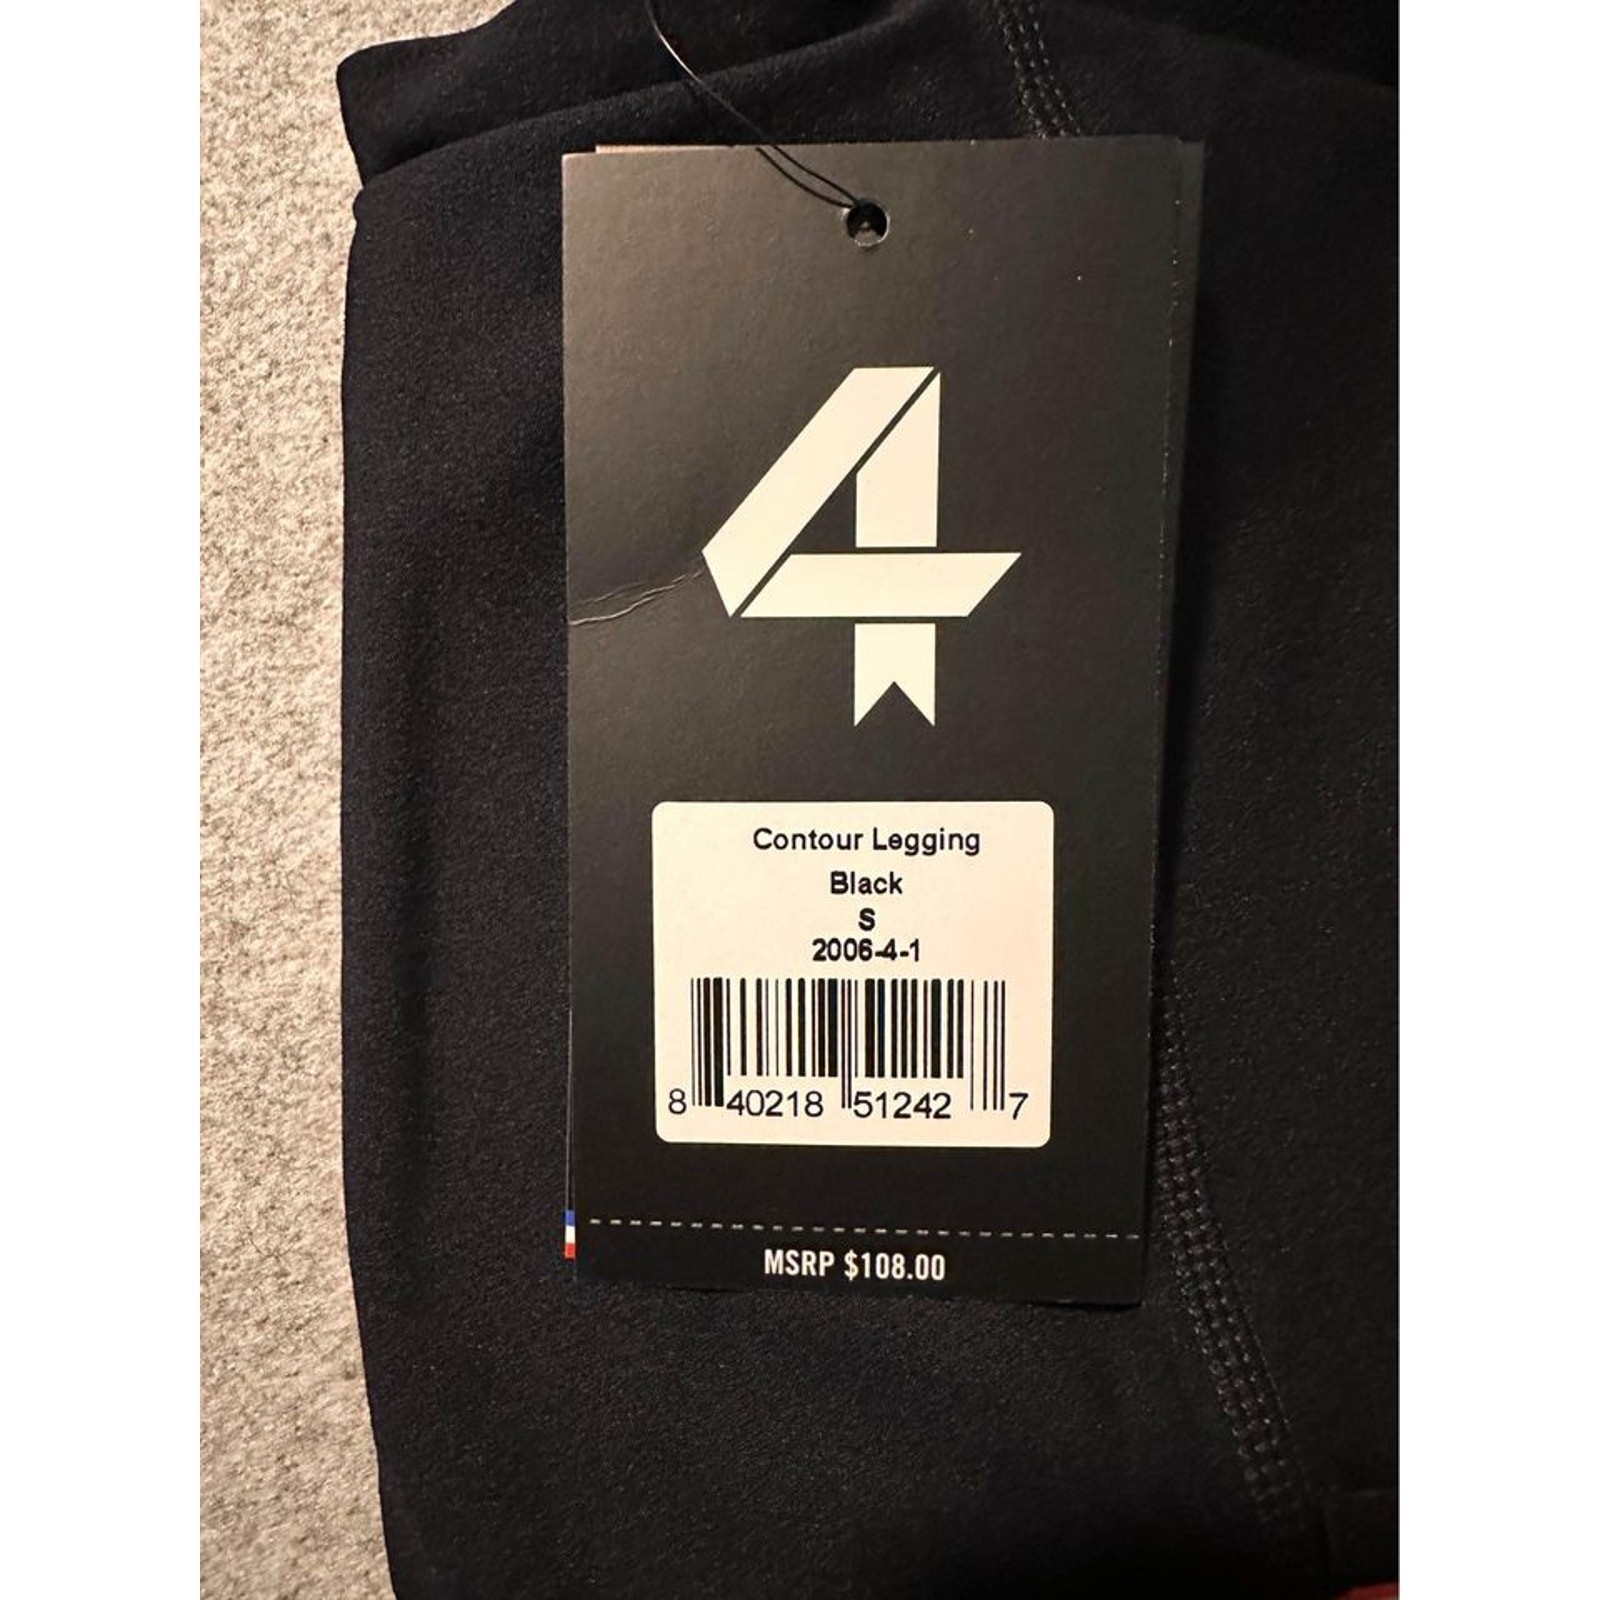 4
Contour Legging
Black
S
2006-4-1
8 40218 51242 7
MSRP $108.00